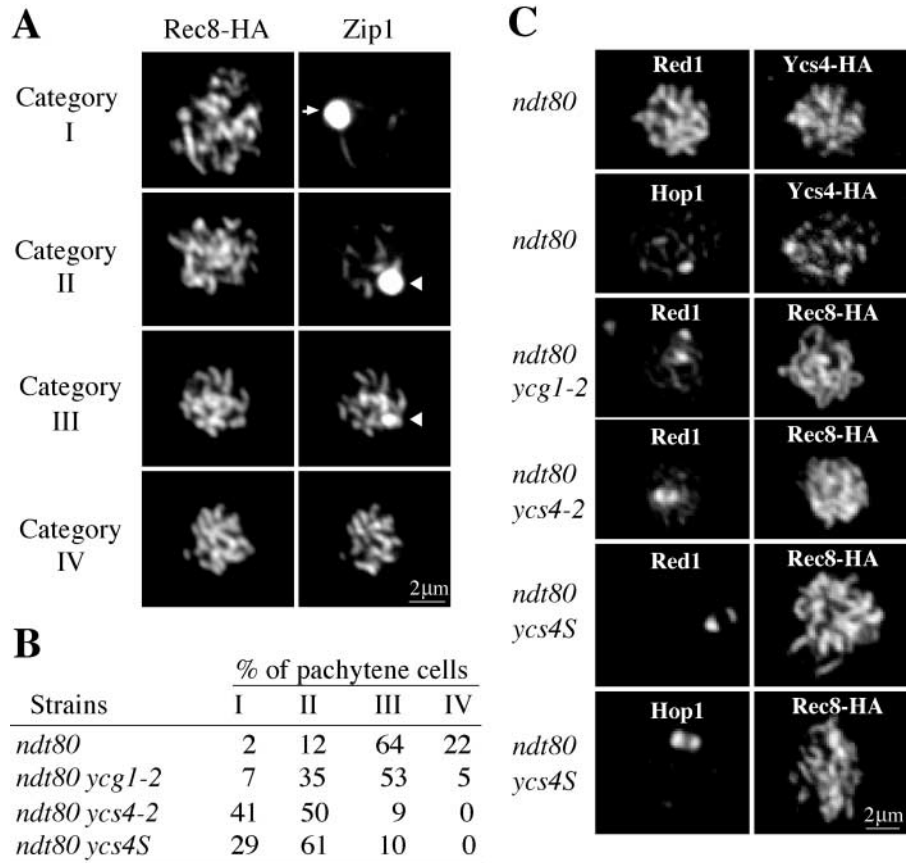 A
Rec8-HA Zip1
Category
I
Category
II
Category
III
Category
IV
2μm
B
% of pachytene cells
Strains I II III IV
ndt80 2 12 64 22
ndt80 ycg1-2 7 35 53 5
ndt80 ycs4-2 41 50 9 0
ndt80 ycs4S 29 61 10 0
C
ndt80
Red1 Ycs4-HA
ndt80
Hop1 Ycs4-HA
ndt80
ycg1-2
Red1 Rec8-HA
ndt80
ycs4-2
Red1 Rec8-HA
ndt80
ycs4S
Red1 Rec8-HA
ndt80
ycs4S
Hop1 Rec8-HA
2μm